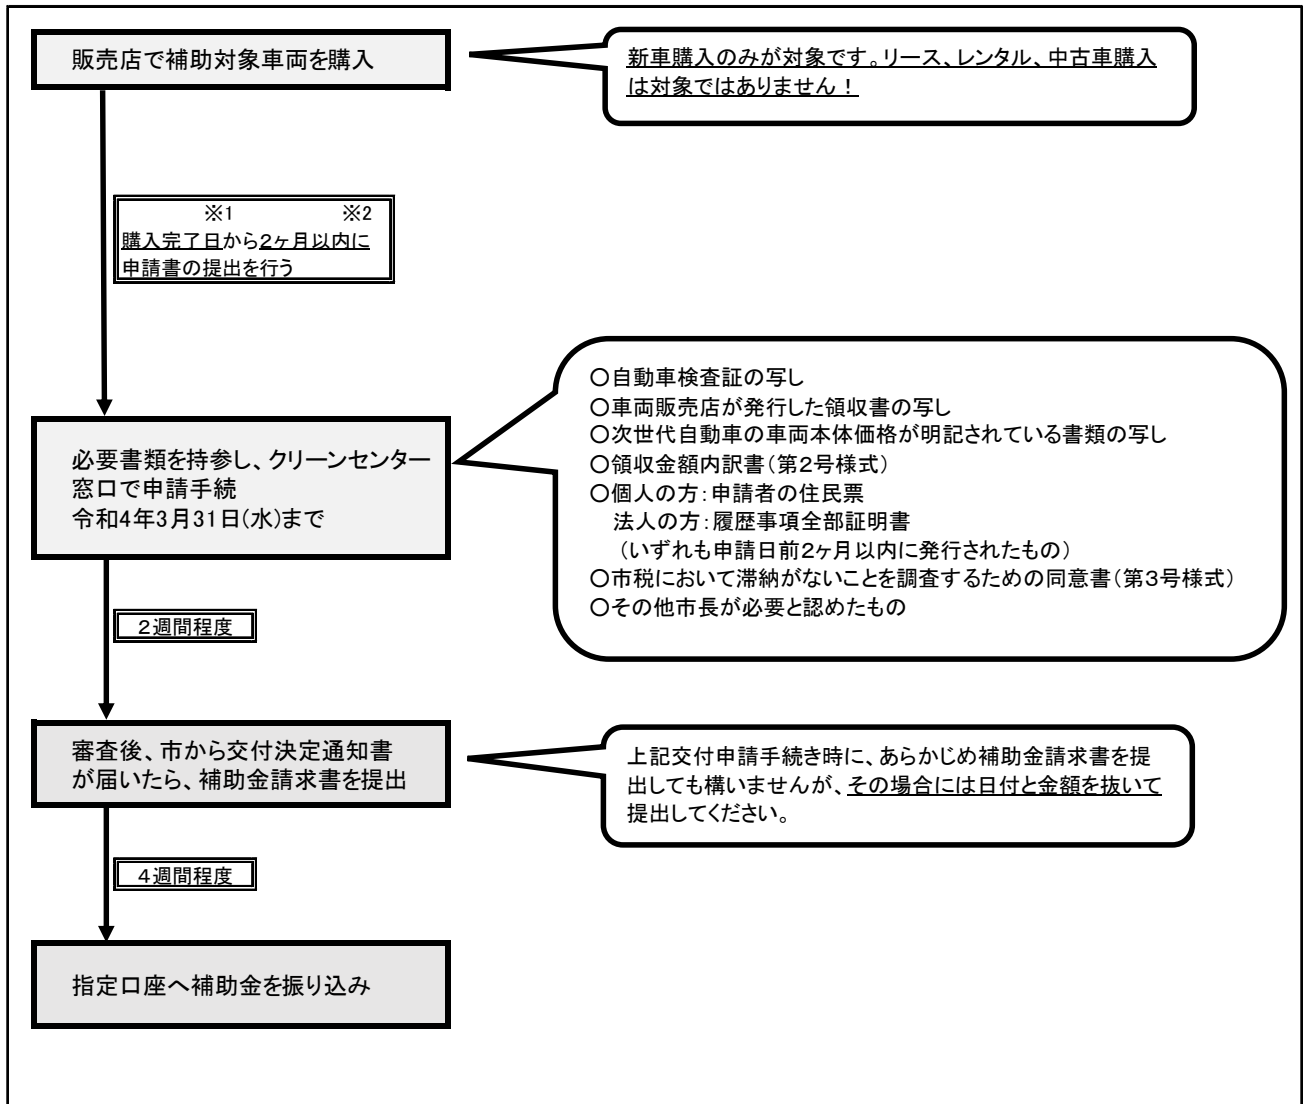 販売店で補助対象車両を購入
新車購入のみが対象です。リース、レンタル、中古車購入
は対象ではありません！
※1 ※2
購入完了日から2ヶ月以内に
申請書の提出を行う
必要書類を持参し、クリーンセンター
窓口で申請手続
令和4年3月31日(水)まで
〇自動車検査証の写し
〇車両販売店が発行した領収書の写し
〇次世代自動車の車両本体価格が明記されている書類の写し
〇領収金額内訳書（第２号様式）
〇個人の方：申請者の住民票
法人の方：履歴事項全部証明書
（いずれも申請日前２ヶ月以内に発行されたもの）
〇市税において滞納がないことを調査するための同意書（第３号様式）
〇その他市長が必要と認めたもの
２週間程度
審査後、市から交付決定通知書
が届いたら、補助金請求書を提出
上記交付申請手続き時に、あらかじめ補助金請求書を提
出しても構いませんが、その場合には日付と金額を抜いて
提出してください。
４週間程度
指定口座へ補助金を振り込み